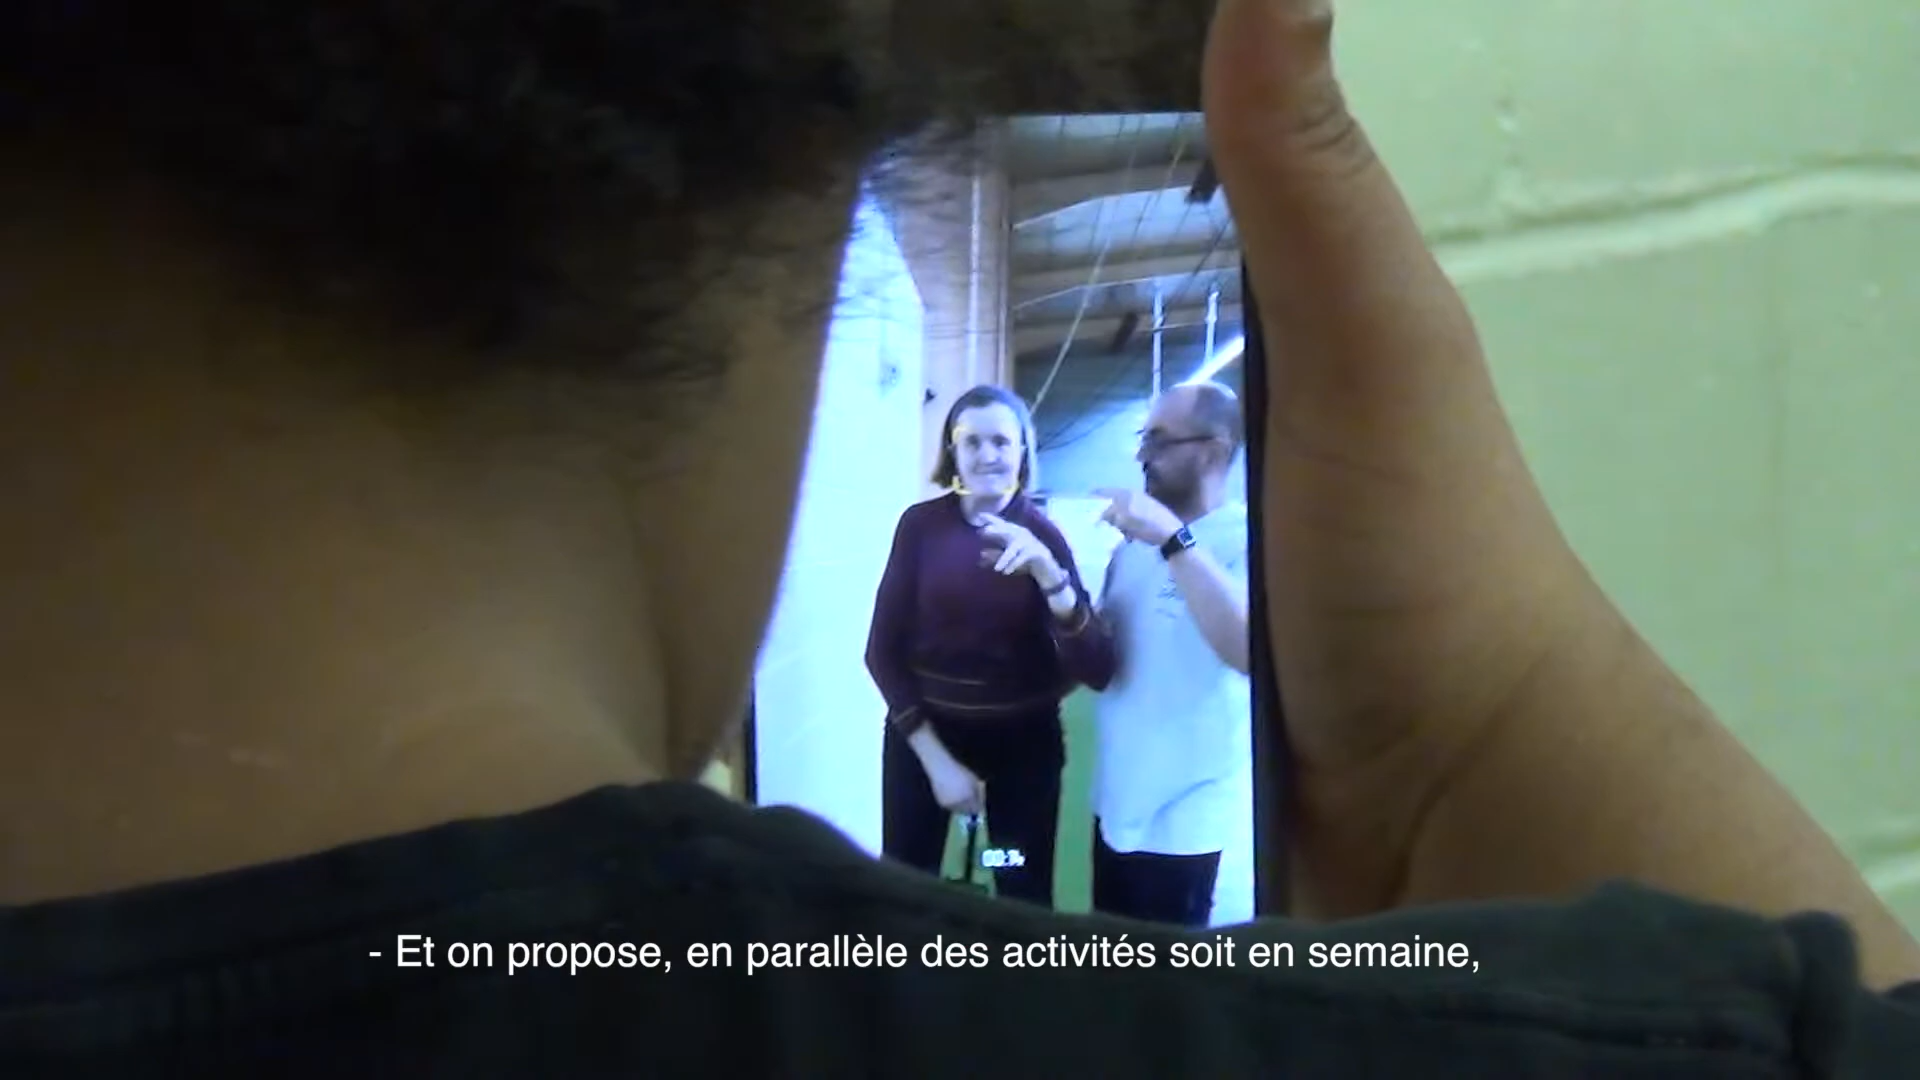 - Et on propose, en parallèle des activités soit en semaine,